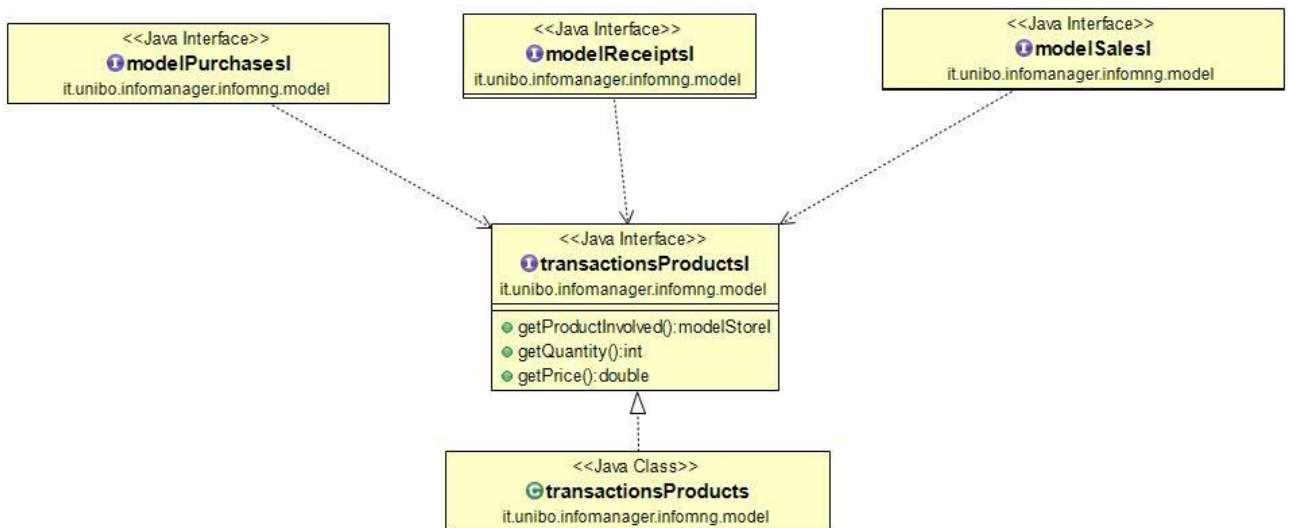 <<Java Interface>>
modelPurchasesI
it.unibo.infomanager.infomng.model
<<Java Interface>>
modelReceiptsI
it.unibo.infomanager.infomng.model
<<Java Interface>>
modelSalesI
it.unibo.infomanager.infomng.model
<<Java Interface>>
transactionsProductsI
it.unibo.infomanager.infomng.model
getProductInvolved():modelStoreI
getQuantity():int
getPrice():double
<<Java Class>>
transactionsProducts
it.unibo.infomanager.infomng.model